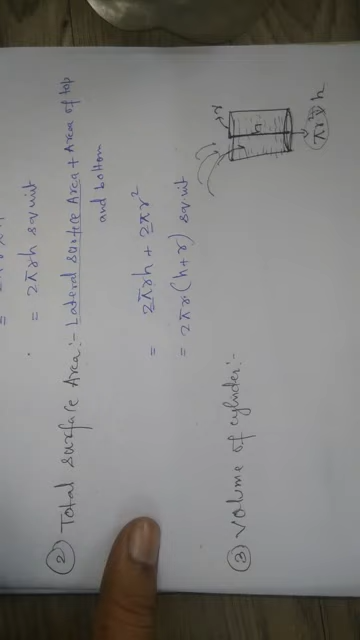 = 2πrh sq unit
② Total Surface Area:- Lateral Surface Area + Area of top
and bottom
= 2πrh + 2πr²
= 2πr(h+r) sq unit
③ Volume of cylinder:-
r
h
πr² × h